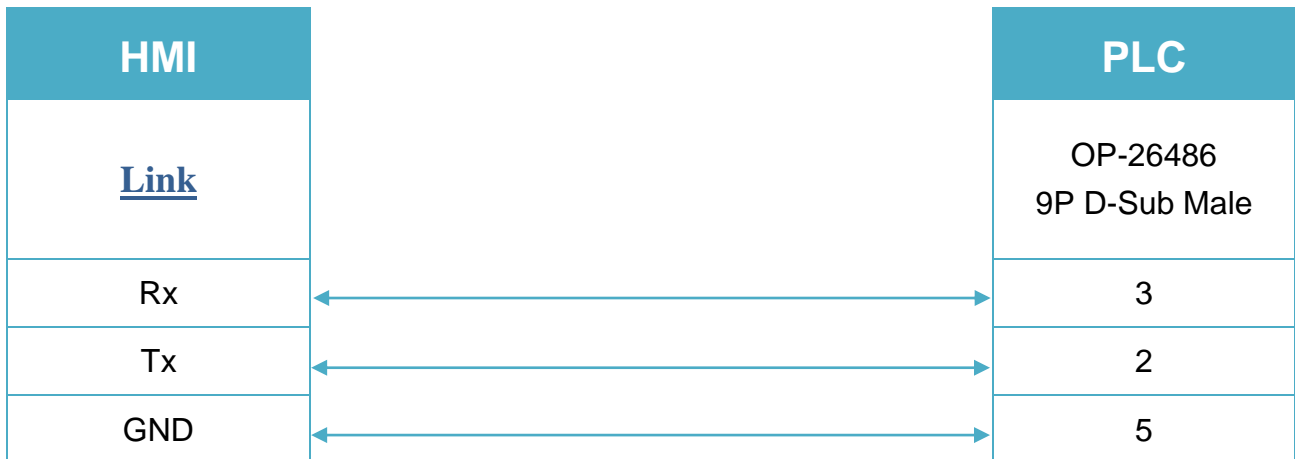 HMI PLC
Link OP-26486
9P D-Sub Male
Rx 3
Tx 2
GND 5